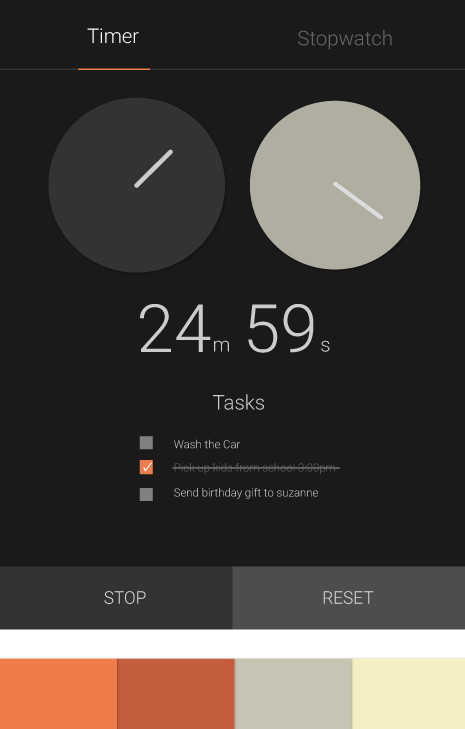 Timer
Stopwatch
24m 59s
Tasks
Wash the Car
Pick up kids from school 3:00pm
Send birthday gift to suzanne
STOP
RESET